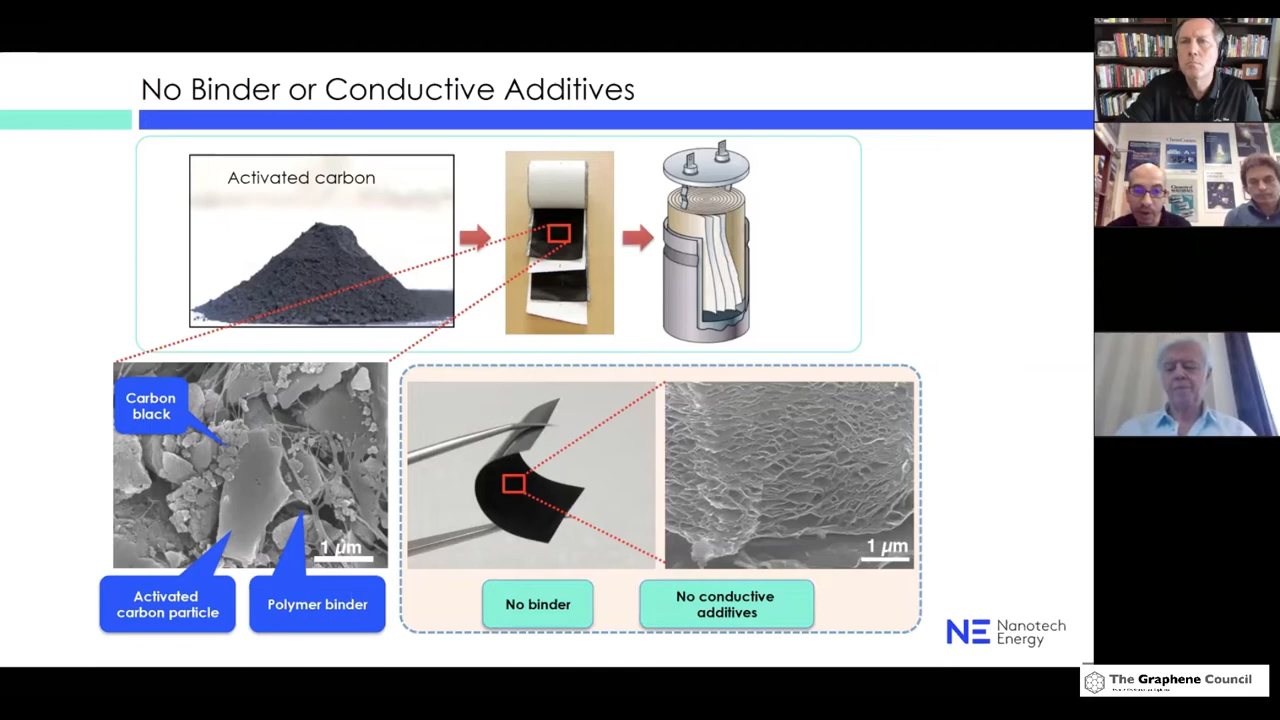 No Binder or Conductive Additives
Activated carbon
Carbon
black
1 µm
Activated
carbon particle
Polymer binder
1 µm
No binder
No conductive
additives
NE Nanotech
Energy
The Graphene Council